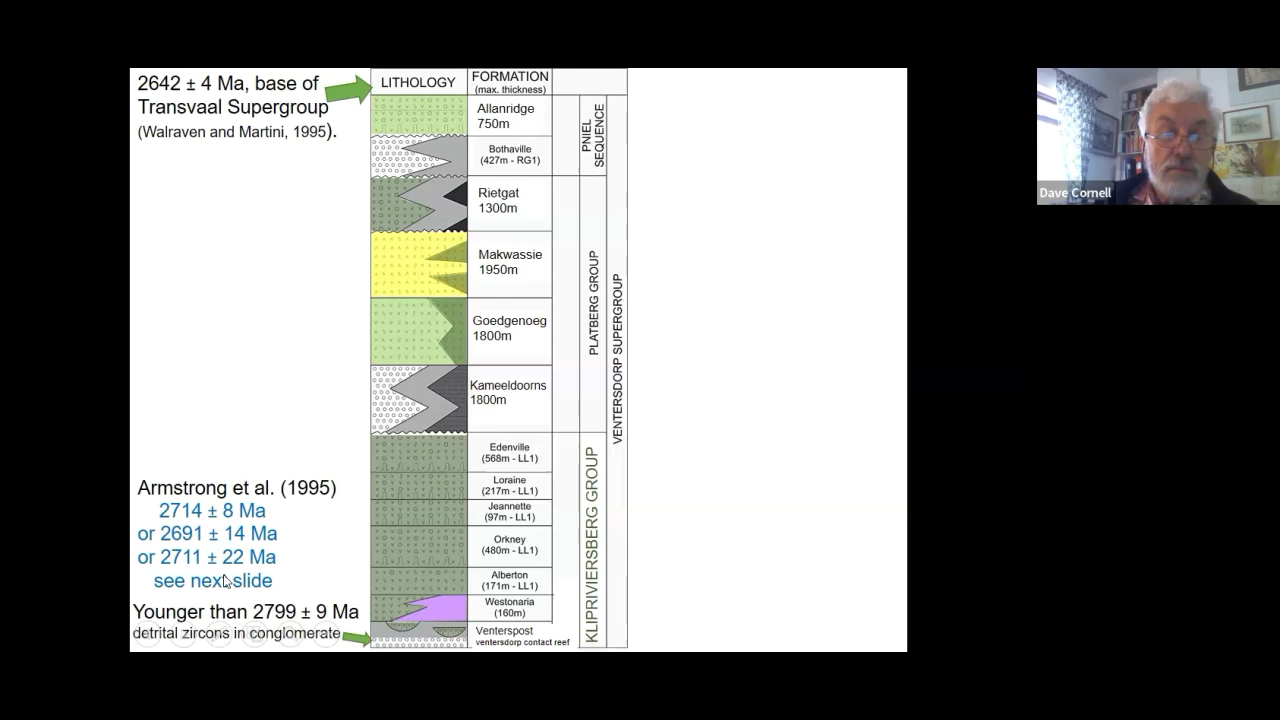 2642 ± 4 Ma, base of
Transvaal Supergroup
(Walraven and Martini, 1995).
LITHOLOGY
FORMATION
(max. thickness)
Allanridge
750m
Bothaville
(427m - RG1)
Rietgat
1300m
Makwassie
1950m
Goedgenoeg
1800m
Kameeldoorns
1800m
Edenville
(568m - LL1)
Loraine
(217m - LL1)
Jeannette
(97m - LL1)
Orkney
(480m - LL1)
Alberton
(171m - LL1)
Westonaria
(160m)
Venterspost
ventersdorp contact reef
PNIEL
SEQUENCE
PLATBERG GROUP
KLIPRIVIERSBERG GROUP
VENTERSDORP SUPERGROUP
Armstrong et al. (1995)
2714 ± 8 Ma
or 2691 ± 14 Ma
or 2711 ± 22 Ma
see next slide
Younger than 2799 ± 9 Ma
detrital zircons in conglomerate
Dave Cornell